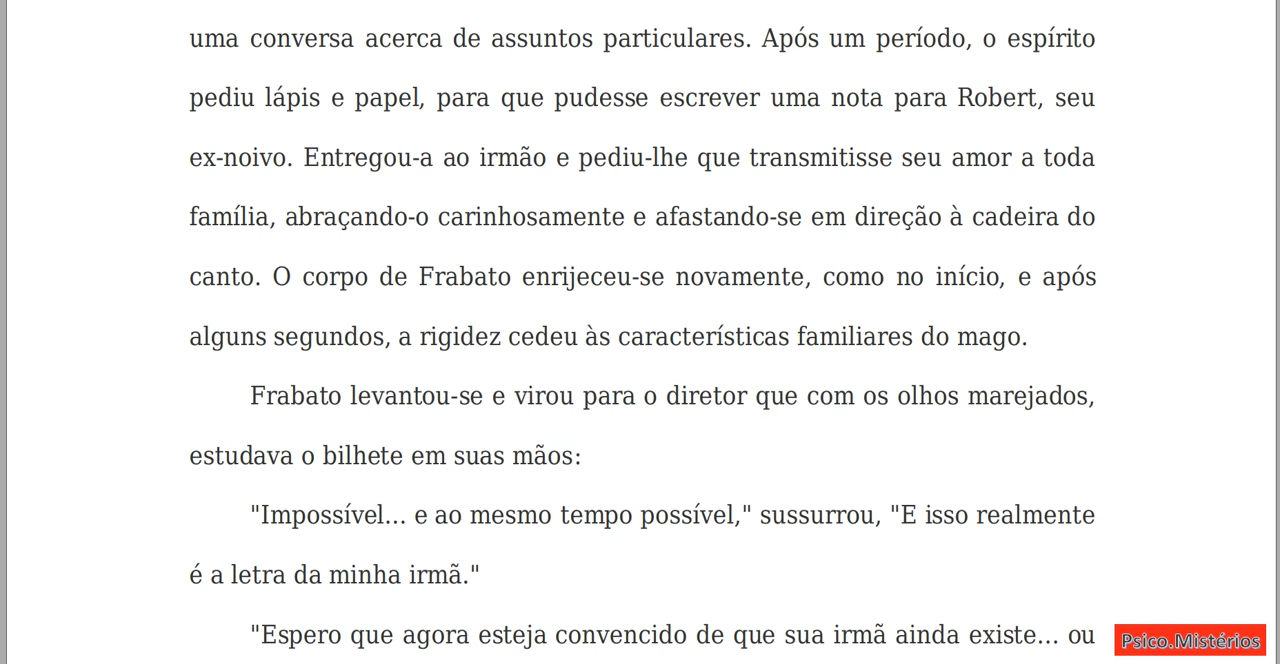 uma conversa acerca de assuntos particulares. Após um período, o espírito
pediu lápis e papel, para que pudesse escrever uma nota para Robert, seu
ex-noivo. Entregou-a ao irmão e pediu-lhe que transmitisse seu amor a toda
família, abraçando-o carinhosamente e afastando-se em direção à cadeira do
canto. O corpo de Frabato enrijeceu-se novamente, como no início, e após
alguns segundos, a rigidez cedeu às características familiares do mago.
Frabato levantou-se e virou para o diretor que com os olhos marejados,
estudava o bilhete em suas mãos:
"Impossível... e ao mesmo tempo possível," sussurrou, "E isso realmente
é a letra da minha irmã."
"Espero que agora esteja convencido de que sua irmã ainda existe... ou
Psico.Mistérios